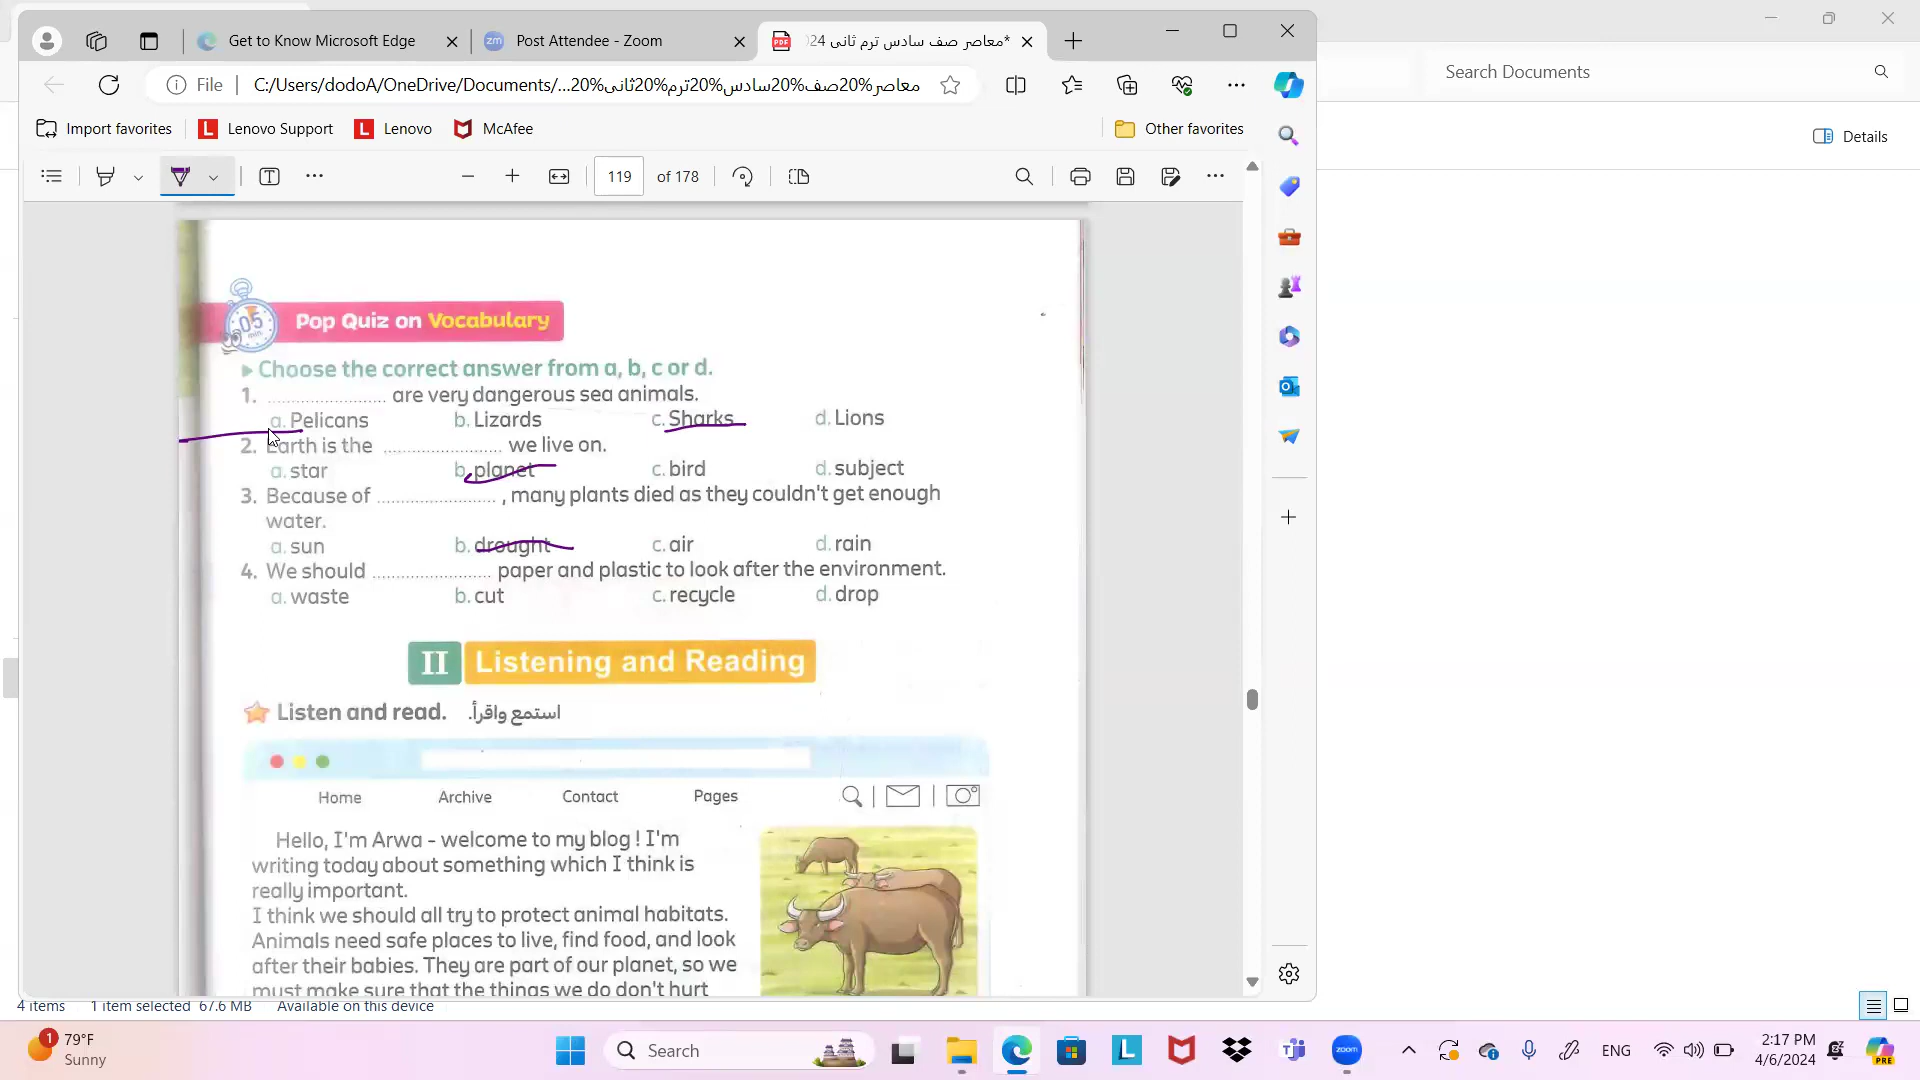 Get to Know Microsoft Edge
zm
Post Attendee - Zoom
PDF
*معاصر صف سادس ترم ثانى 024
File
C:/Users/dodoA/OneDrive/Documents/...معاصر%20صف%20سادس%20ترم%20ثانى%20
Search Documents
Import favorites
L Lenovo Support
L Lenovo
McAfee
Other favorites
Details
119 of 178
05
min.
Pop Quiz on Vocabulary
Choose the correct answer from a, b, c or d.
1. ...................... are very dangerous sea animals.
a. Pelicans b. Lizards c. Sharks d. Lions
2. Earth is the ...................... we live on.
a. star b. planet c. bird d. subject
3. Because of ...................... , many plants died as they couldn't get enough
water.
a. sun b. drought c. air d. rain
4. We should ...................... paper and plastic to look after the environment.
a. waste b. cut c. recycle d. drop
II Listening and Reading
Listen and read. استمع واقرأ.
Home Archive Contact Pages
Hello, I'm Arwa - welcome to my blog ! I'm
writing today about something which I think is
really important.
I think we should all try to protect animal habitats.
Animals need safe places to live, find food, and look
after their babies. They are part of our planet, so we
must make sure that the things we do don't hurt
4 items 1 item selected 67.6 MB Available on this device
1
79°F
Sunny
Search
L
zoom
ENG
2:17 PM
4/6/2024
PRE